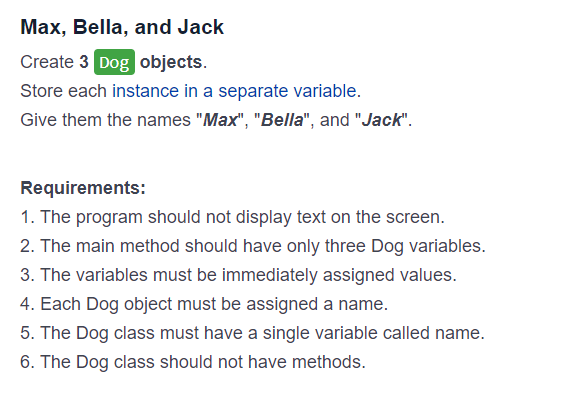 Max, Bella, and Jack
Create 3 Dog objects.
Store each instance in a separate variable.
Give them the names "Max", "Bella", and "Jack".
Requirements:
1. The program should not display text on the screen.
2. The main method should have only three Dog variables.
3. The variables must be immediately assigned values.
4. Each Dog object must be assigned a name.
5. The Dog class must have a single variable called name.
6. The Dog class should not have methods.